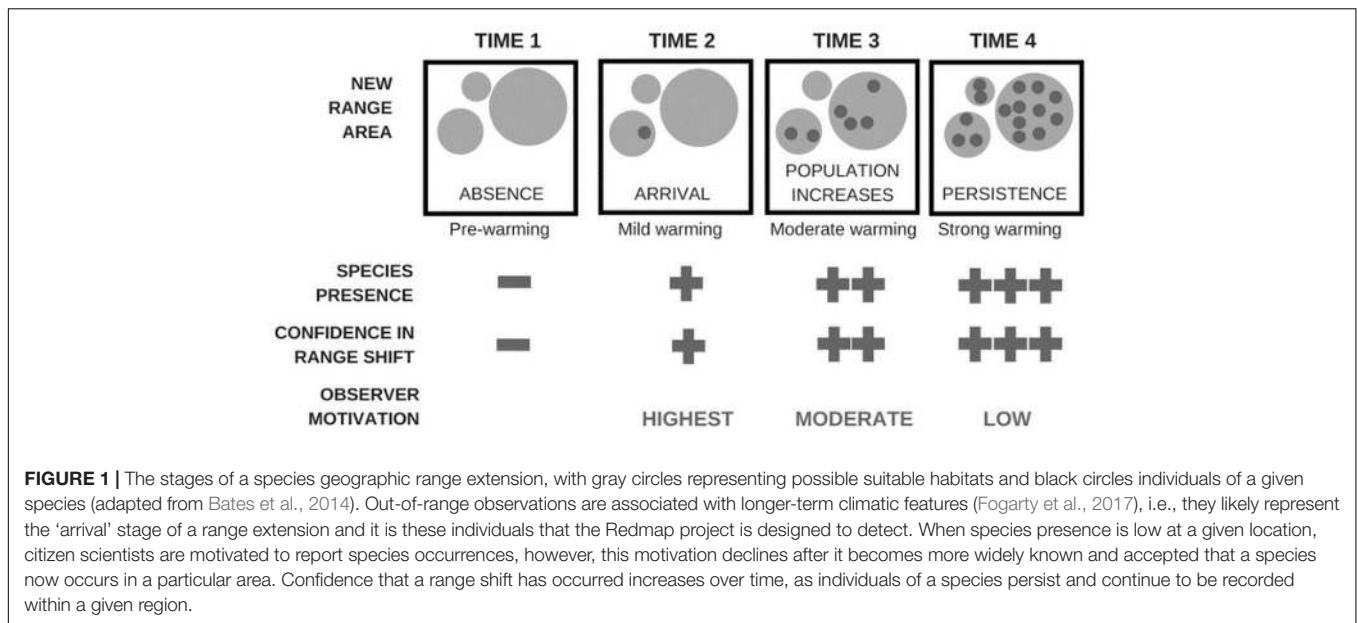 TIME 1 TIME 2 TIME 3 TIME 4
NEW
RANGE
AREA
ABSENCE
ARRIVAL
POPULATION
INCREASES
PERSISTENCE
Pre-warming Mild warming Moderate warming Strong warming
SPECIES
PRESENCE
CONFIDENCE IN
RANGE SHIFT
OBSERVER
MOTIVATION
HIGHEST MODERATE LOW
FIGURE 1 | The stages of a species geographic range extension, with gray circles representing possible suitable habitats and black circles individuals of a given
species (adapted from Bates et al., 2014). Out-of-range observations are associated with longer-term climatic features (Fogarty et al., 2017), i.e., they likely represent
the ‘arrival’ stage of a range extension and it is these individuals that the Redmap project is designed to detect. When species presence is low at a given location,
citizen scientists are motivated to report species occurrences, however, this motivation declines after it becomes more widely known and accepted that a species
now occurs in a particular area. Confidence that a range shift has occurred increases over time, as individuals of a species persist and continue to be recorded
within a given region.